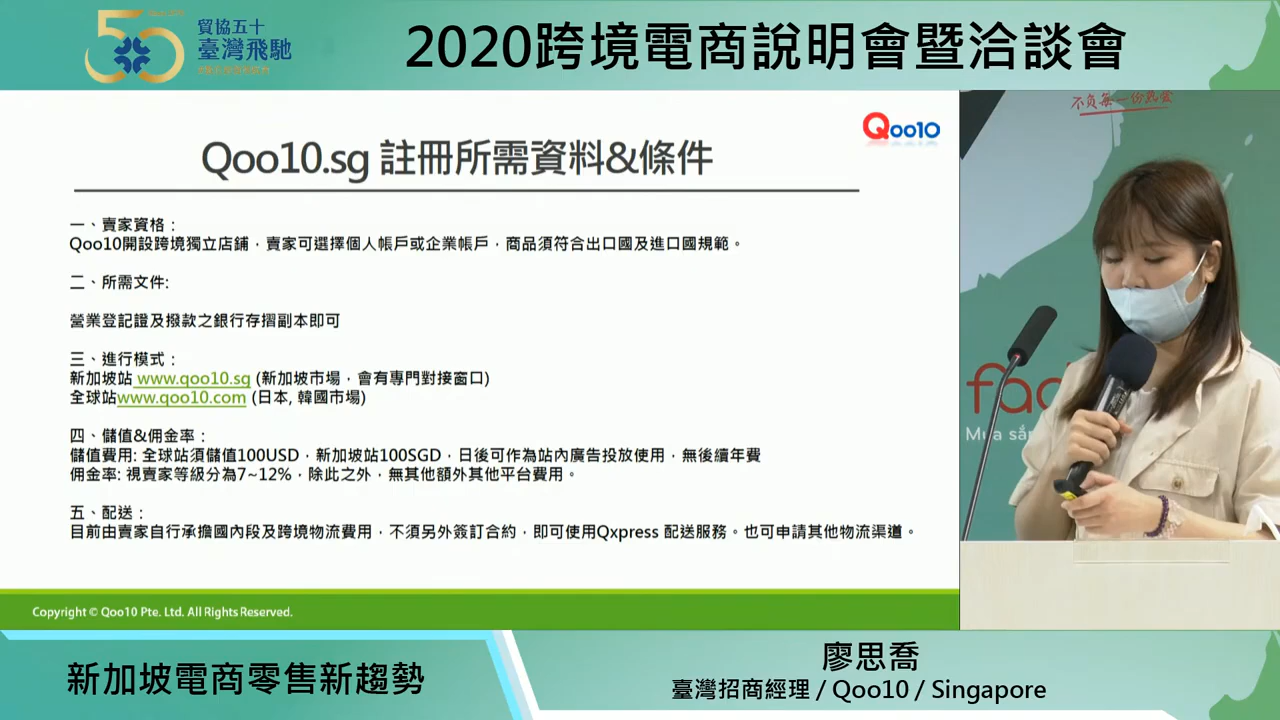 50
貿協五十
臺灣飛馳
2020跨境電商說明會暨洽談會
Qoo10
Qoo10.sg 註冊所需資料&條件
一、賣家資格：
Qoo10開設跨境獨立店鋪，賣家可選擇個人帳戶或企業帳戶，商品須符合出口國及進口國規範。
二、所需文件:
營業登記證及撥款之銀行存摺副本即可
三、進行模式：
新加坡站 www.qoo10.sg (新加坡市場，會有專門對接窗口)
全球站www.qoo10.com (日本, 韓國市場)
四、儲值&佣金率：
儲值費用: 全球站須儲值100USD，新加坡站100SGD，日後可作為站內廣告投放使用，無後續年費
佣金率: 視賣家等級分為7~12%，除此之外，無其他額外其他平台費用。
五、配送：
目前由賣家自行承擔國內段及跨境物流費用，不須另外簽訂合約，即可使用Qxpress 配送服務。也可申請其他物流渠道。
Copyright © Qoo10 Pte. Ltd. All Rights Reserved.
不负每一份热爱
Mua sắ
新加坡電商零售新趨勢
廖思喬
臺灣招商經理 / Qoo10 / Singapore